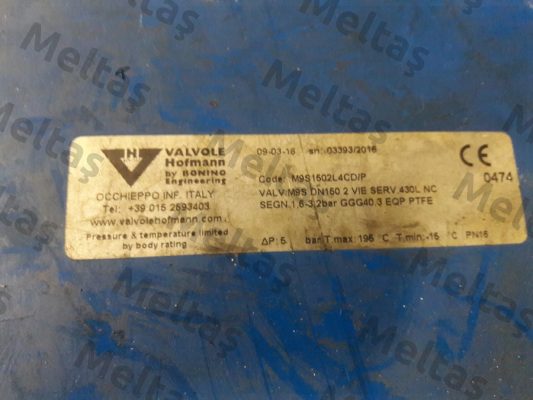 VALVOLE
Hofmann
by BONINO
Engineering
OCCHIEPPO INF. ITALY
Tel: +39 015 2593403
www.valvolehofmann.com
Pressure & temperature limited
by body rating
09-03-16 sn: 03393/2016
Code: M9S1502L4CD/P
VALV.M9S DN150 2 VIE SERV 430L NC
SEGN.1,6-3,2bar GGG40.3 EQP PTFE
ΔP: 5 bar T.max: 196 °C T.min:-15 °C PN16
CE
0474
Meltaş